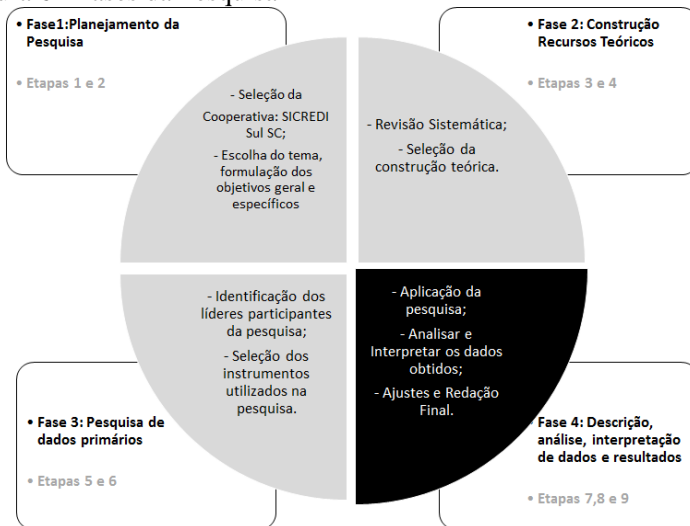 • Fase1:Planejamento da
Pesquisa
• Etapas 1 e 2
- Seleção da
Cooperativa: SICREDI
Sul SC;
- Escolha do tema,
formulação dos
objetivos geral e
específicos
• Fase 2: Construção
Recursos Teóricos
• Etapas 3 e 4
- Revisão Sistemática;
- Seleção da
construção teórica.
- Identificação dos
líderes participantes
da pesquisa;
- Seleção dos
instrumentos
utilizados na
pesquisa.
• Fase 3: Pesquisa de
dados primários
• Etapas 5 e 6
- Aplicação da
pesquisa;
- Analisar e
Interpretar os dados
obtidos;
- Ajustes e Redação
Final.
• Fase 4: Descrição,
análise, interpretação
de dados e resultados
• Etapas 7,8 e 9